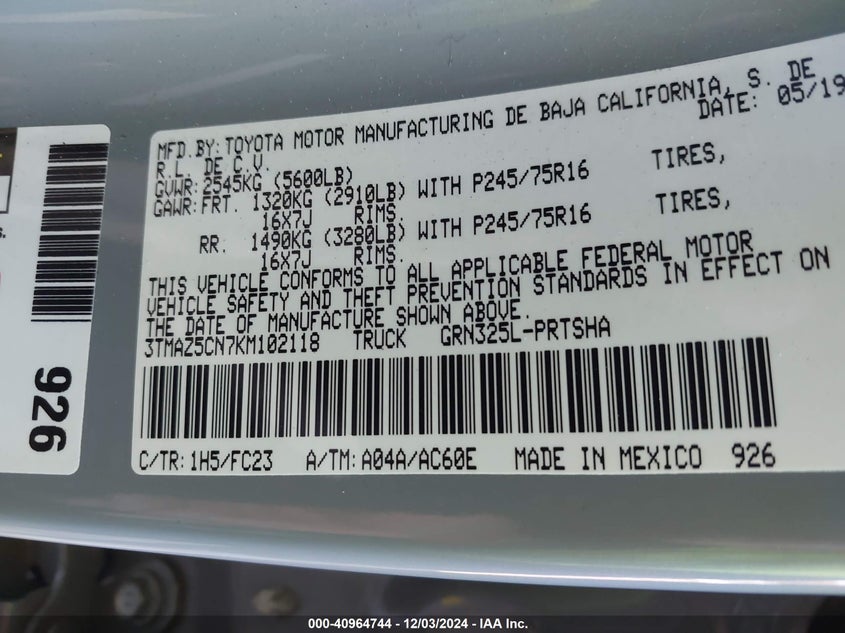 MFD.BY:TOYOTA MOTOR MANUFACTURING DE BAJA CALIFORNIA, S. DE
R.L. DE C.V. DATE: 05/19
GVWR:2545KG (5600LB)
GAWR:FRT. 1320KG (2910LB) WITH P245/75R16 TIRES,
16X7J RIMS.
RR. 1490KG (3280LB) WITH P245/75R16 TIRES,
16X7J RIMS.
THIS VEHICLE CONFORMS TO ALL APPLICABLE FEDERAL MOTOR
VEHICLE SAFETY AND THEFT PREVENTION STANDARDS IN EFFECT ON
THE DATE OF MANUFACTURE SHOWN ABOVE.
3TMAZ5CN7KM102118 TRUCK GRN325L-PRTSHA
C/TR:1H5/FC23 A/TM:A04A/AC60E MADE IN MEXICO 926
926
000-40964744 – 12/03/2024 – IAA Inc.